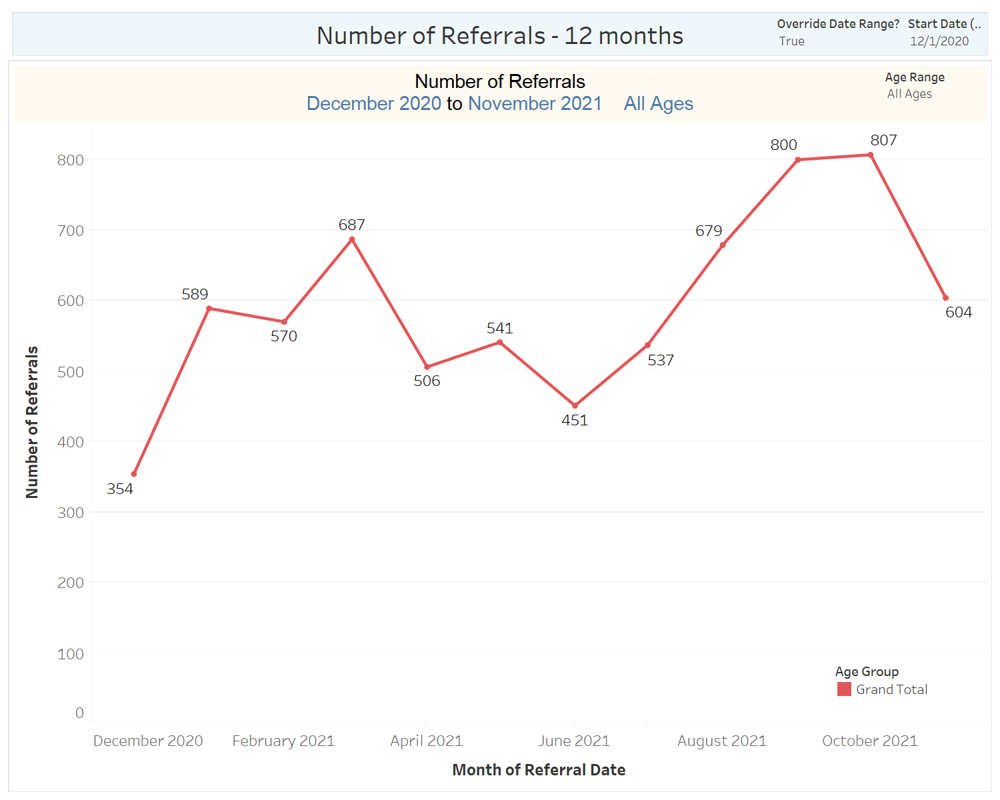 Number of Referrals - 12 months
Override Date Range? Start Date (..
True 12/1/2020
Number of Referrals
December 2020 to November 2021 All Ages
Age Range
All Ages
Number of Referrals
800
700
600
500
400
300
200
100
0
354
589
570
687
506
541
451
537
679
800
807
604
Age Group
Grand Total
December 2020 February 2021 April 2021 June 2021 August 2021 October 2021
Month of Referral Date